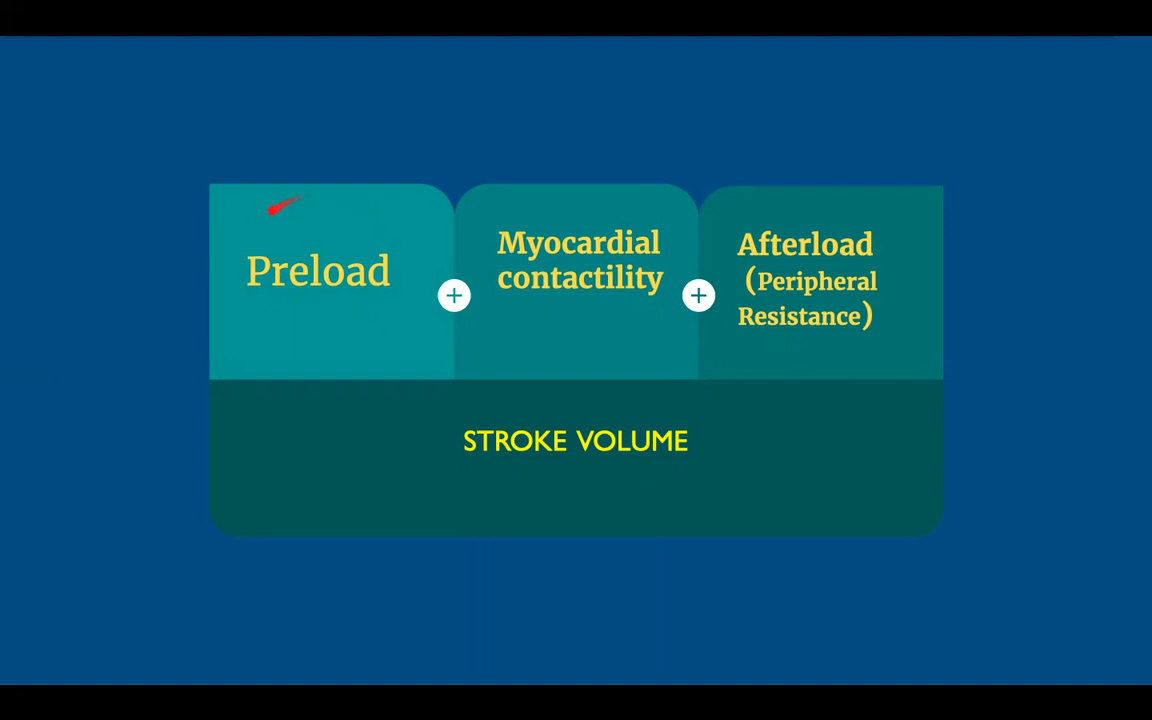 Preload
Myocardial
contactility
Afterload
(Peripheral
Resistance)
STROKE VOLUME